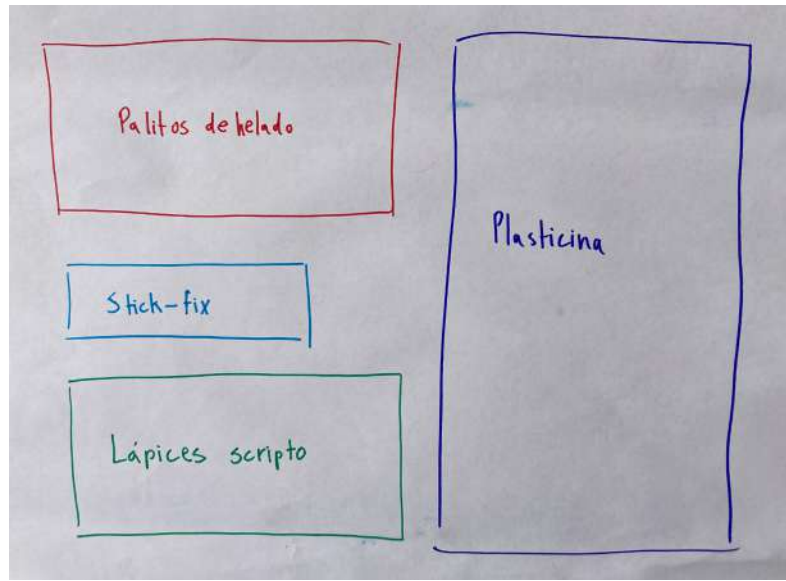 Palitos de helado
Stick-fix
Lápices scripto
Plasticina